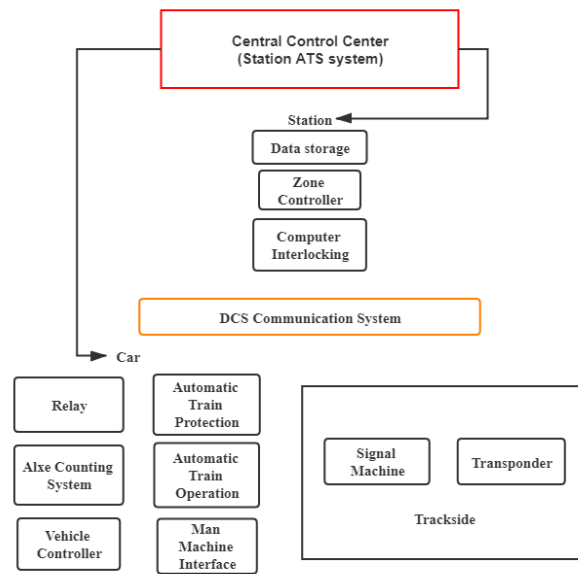 Central Control Center
(Station ATS system)
Station
Data storage
Zone
Controller
Computer
Interlocking
DCS Communication System
Car
Relay
Automatic
Train
Protection
Alxe Counting
System
Automatic
Train
Operation
Vehicle
Controller
Man
Machine
Interface
Signal
Machine
Transponder
Trackside